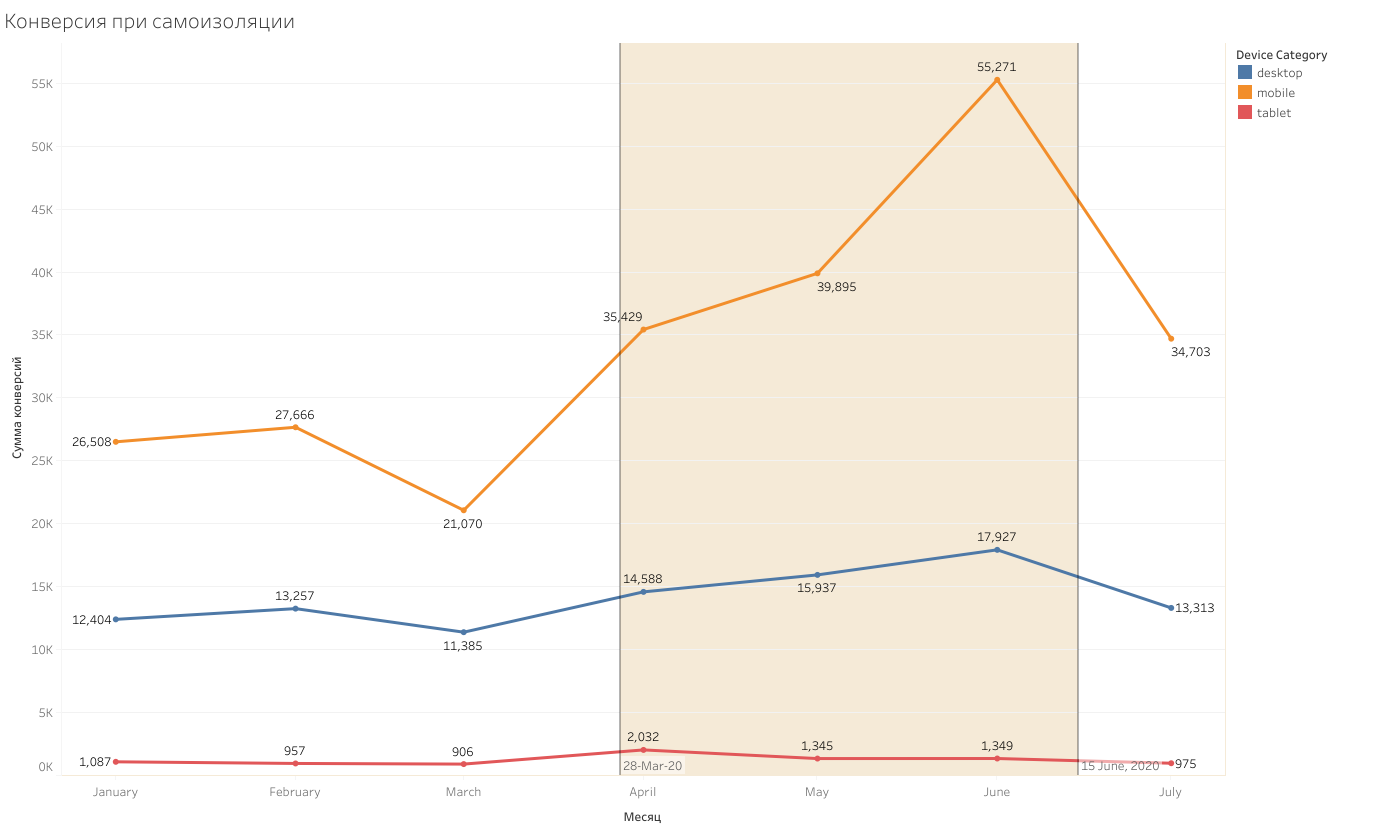 Конверсия при самоизоляции
Device Category
desktop
mobile
tablet
Сумма конверсий
55K
50K
45K
40K
35K
30K
25K
20K
15K
10K
5K
0K
26,508
27,666
21,070
35,429
39,895
55,271
34,703
12,404
13,257
11,385
14,588
15,937
17,927
13,313
1,087
957
906
2,032
1,345
1,349
975
28-Mar-20
15 June, 2020
January
February
March
April
May
June
July
Месяц